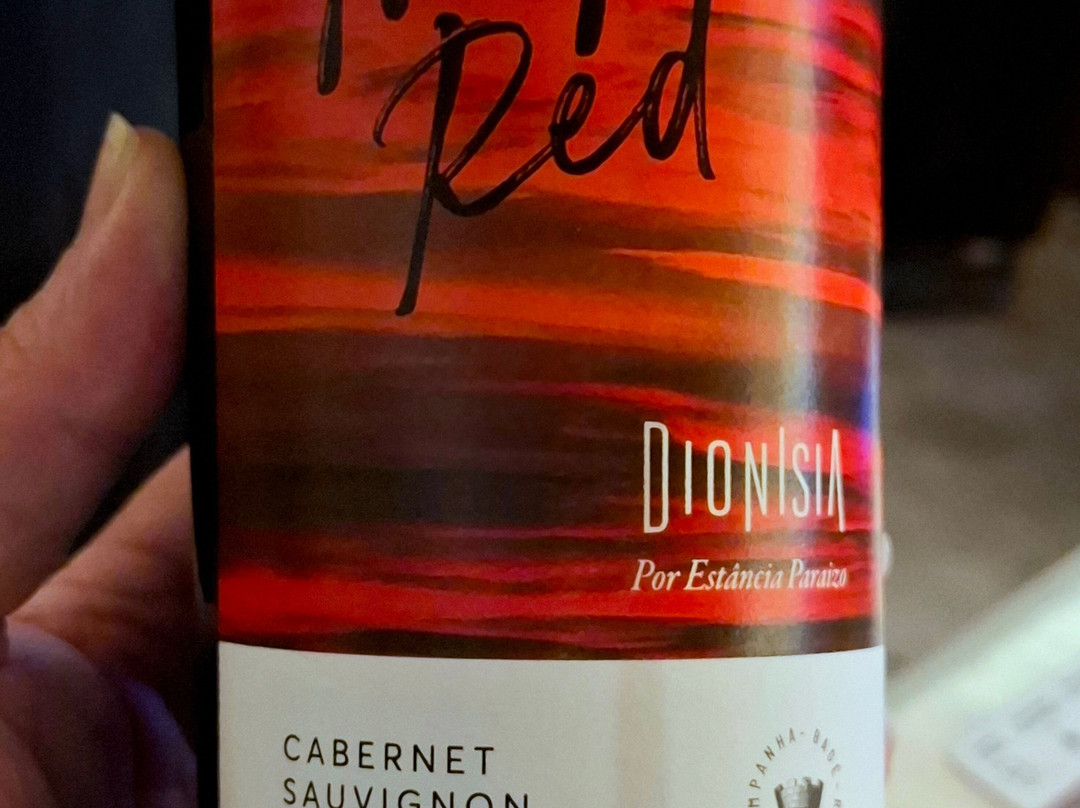 Red
DIONISIA
Por Estância Paraizo
CABERNET
SAUVIGNON